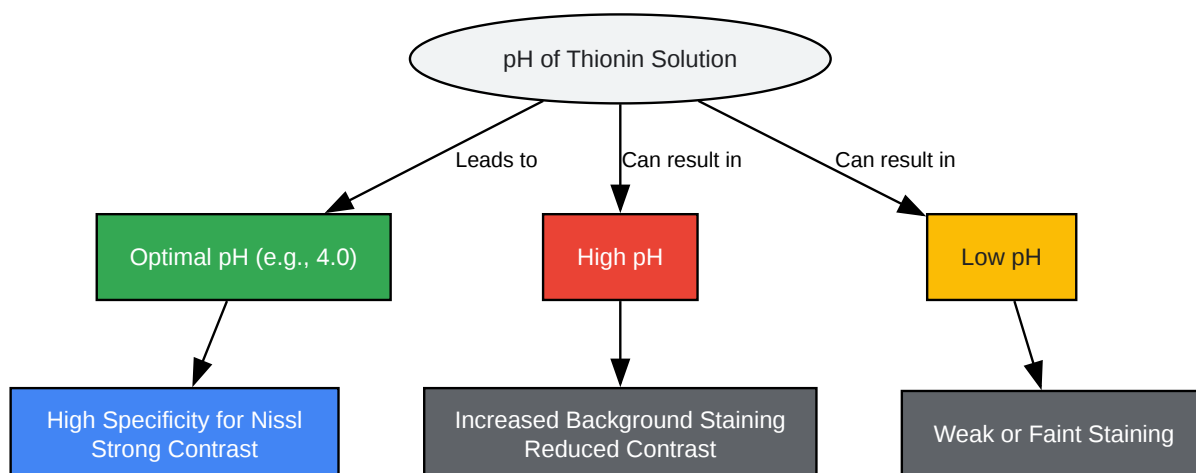 pH of Thionin Solution
Leads to
Can result in
Can result in
Optimal pH (e.g., 4.0)
High pH
Low pH
High Specificity for Nissl
Strong Contrast
Increased Background Staining
Reduced Contrast
Weak or Faint Staining